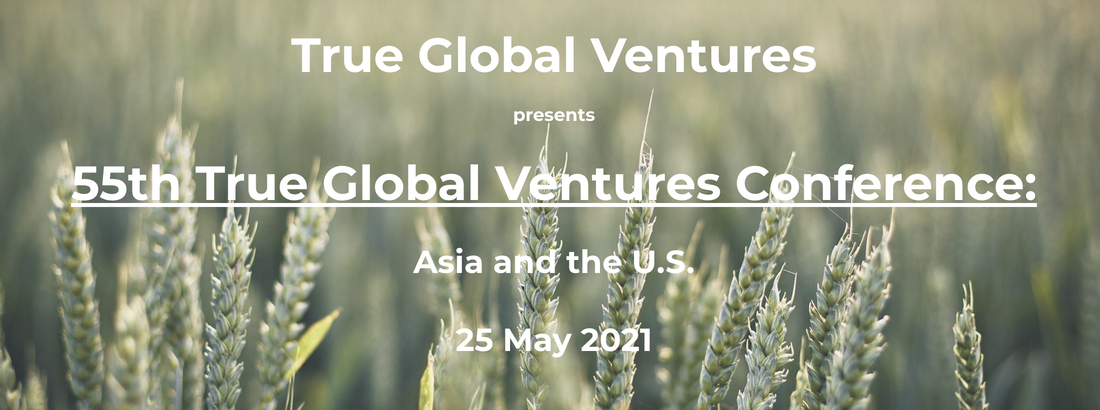 True Global Ventures
presents
55th True Global Ventures Conference:
Asia and the U.S.
25 May 2021